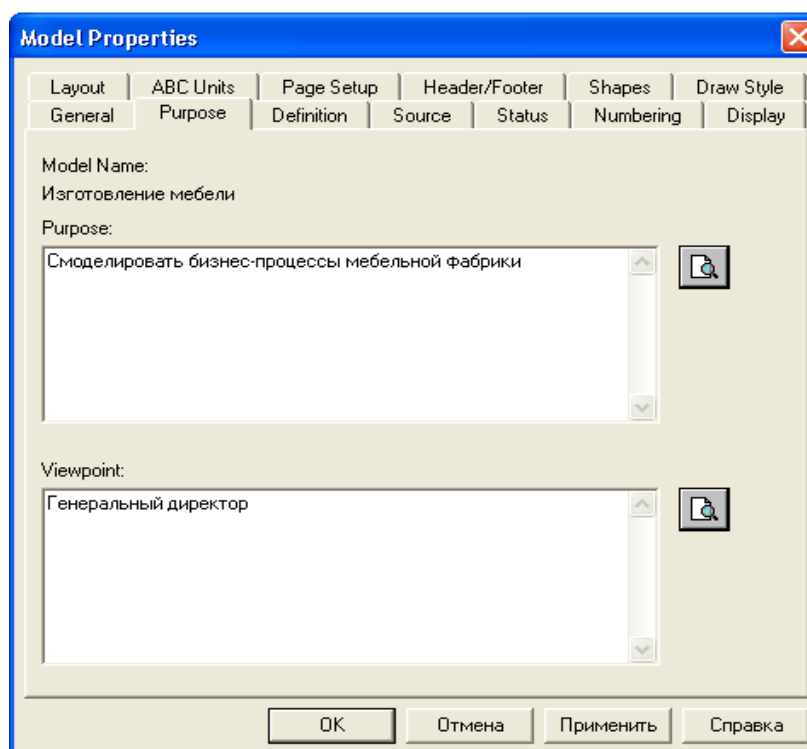 Model Properties
Layout ABC Units Page Setup Header/Footer Shapes Draw Style
General Purpose Definition Source Status Numbering Display
Model Name:
Изготовление мебели
Purpose:
Смоделировать бизнес-процессы мебельной фабрики
Viewpoint:
Генеральный директор
OK Отмена Применить Справка